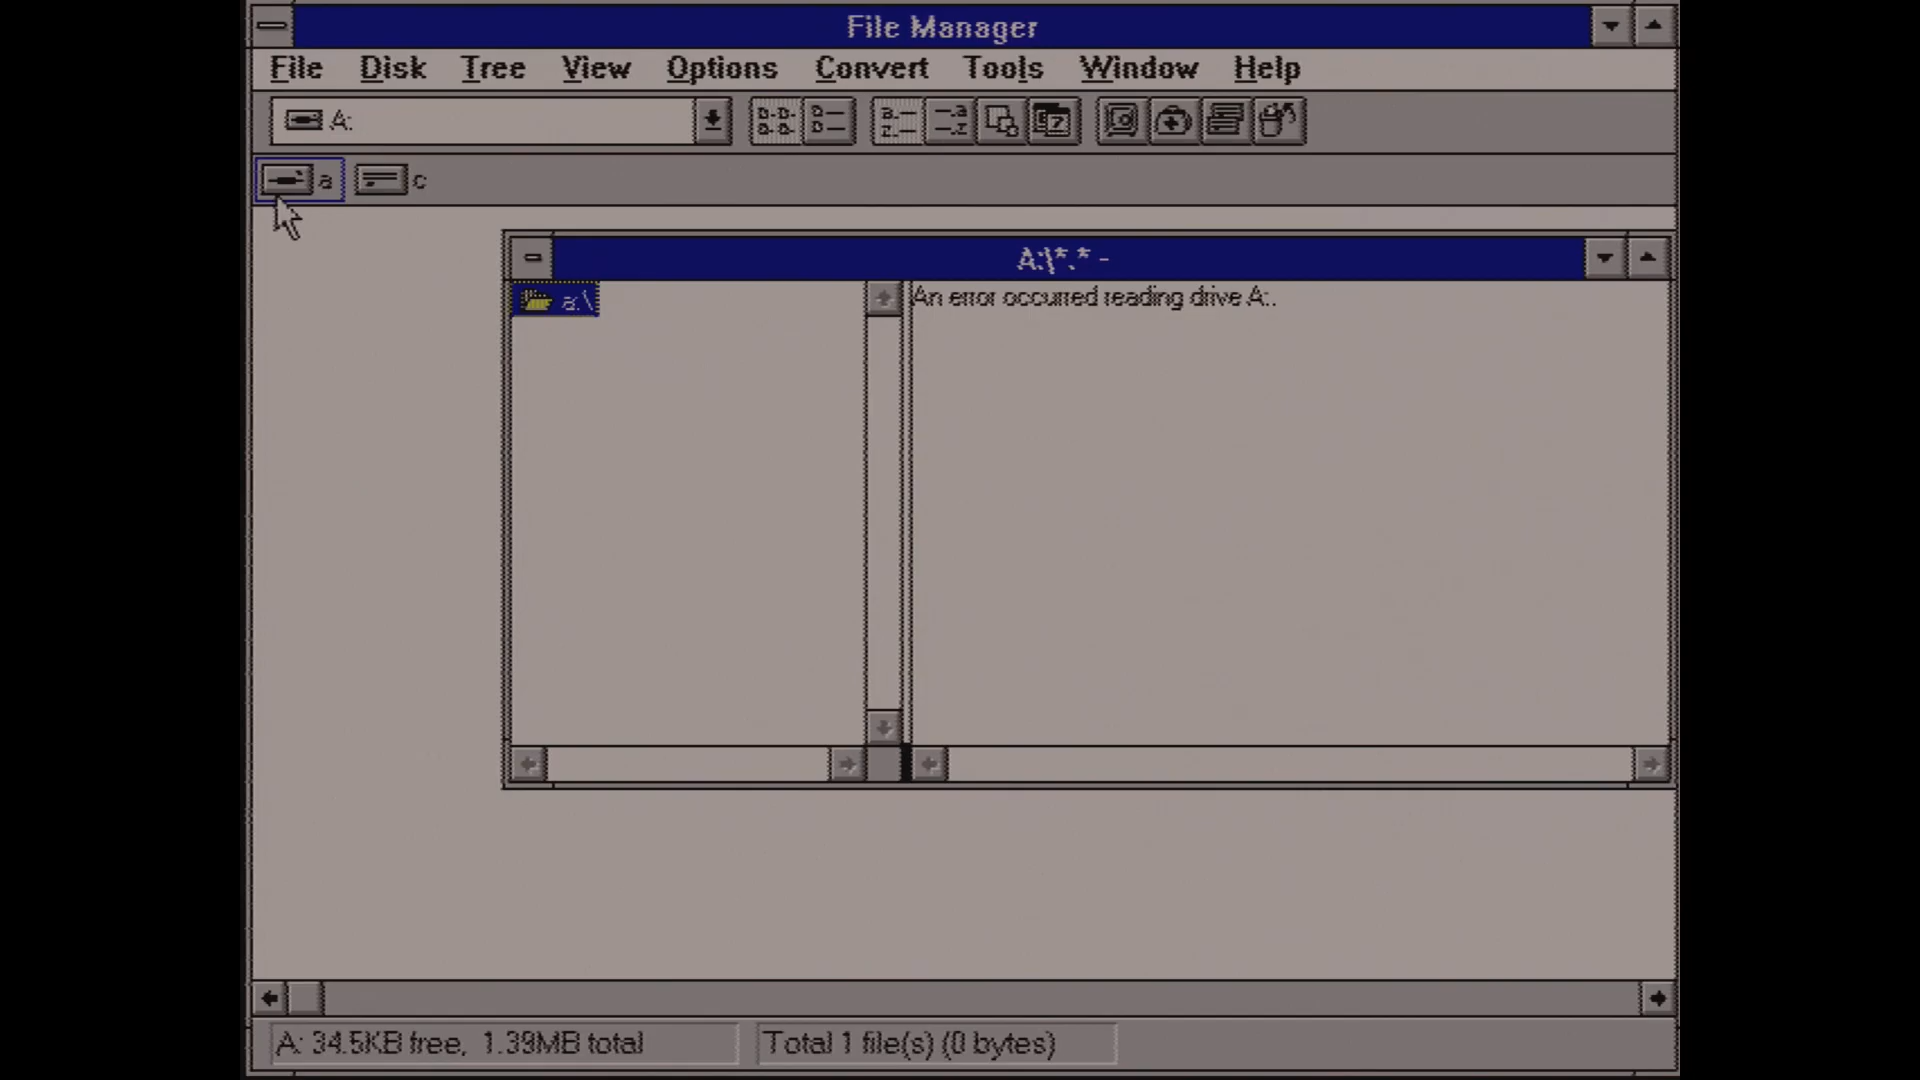 File Manager
File Disk Tree View Options Convert Tools Window Help
A:
a c
A:\*.* -
a:\
An error occurred reading drive A:.
A: 34.5KB free, 1.39MB total
Total 1 file(s) (0 bytes)